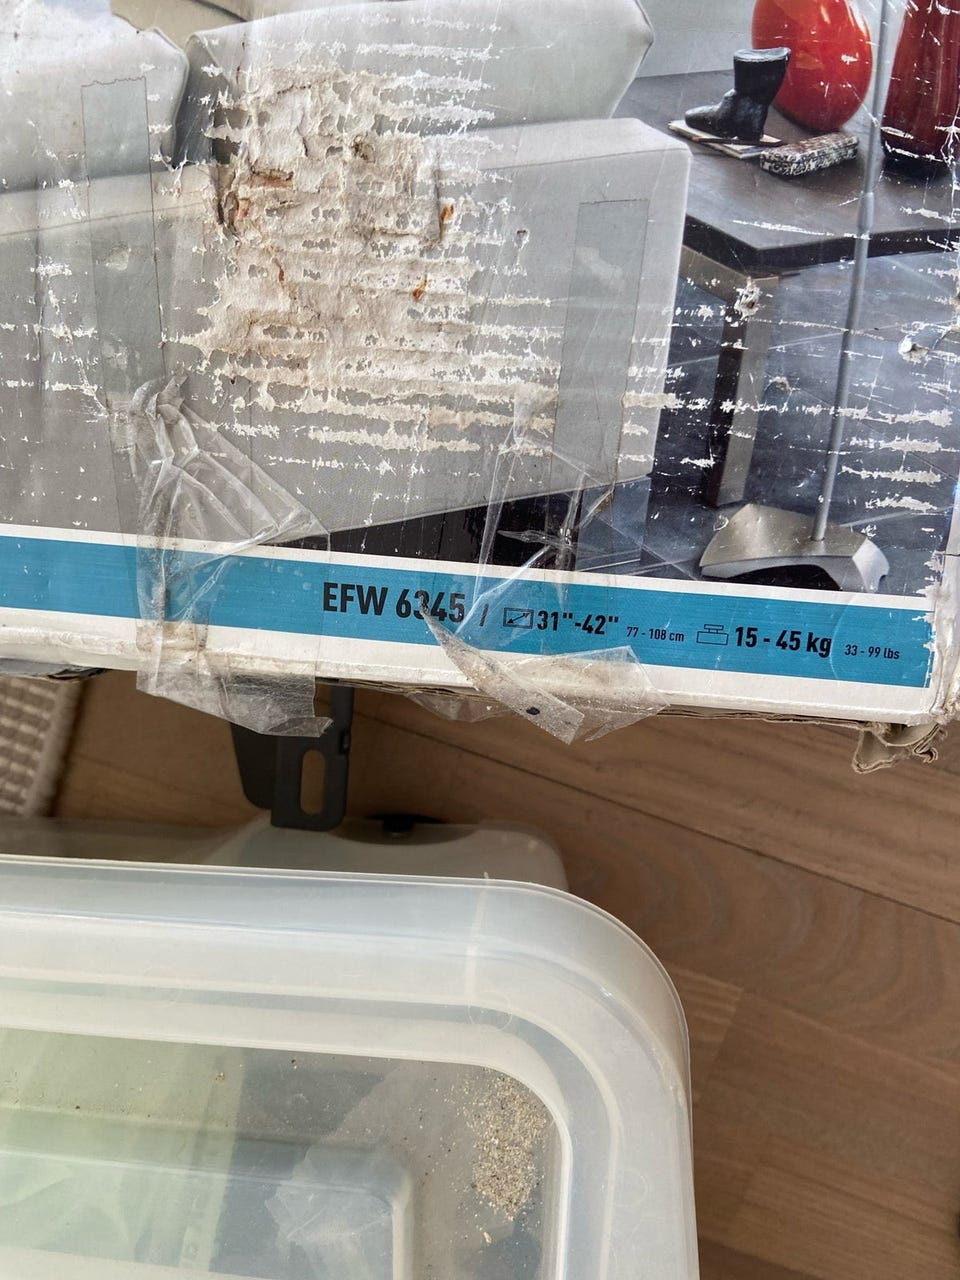 EFW 6345 / 31"-42" 77 - 108 cm 15 - 45 kg 33 - 99 lbs